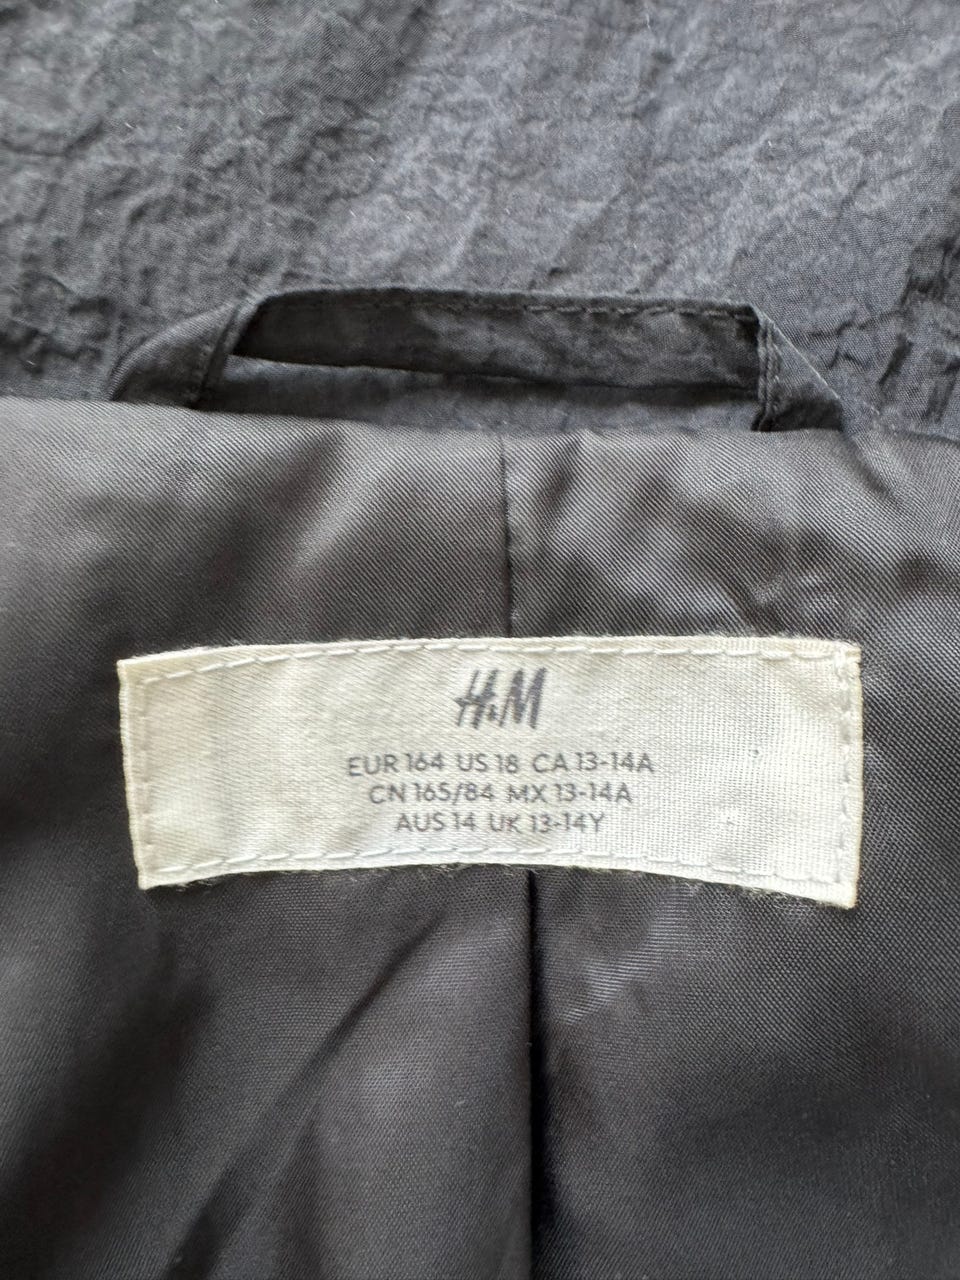 H&M
EUR 164 US 18 CA 13-14A
CN 165/84 MX 13-14A
AUS 14 UK 13-14Y